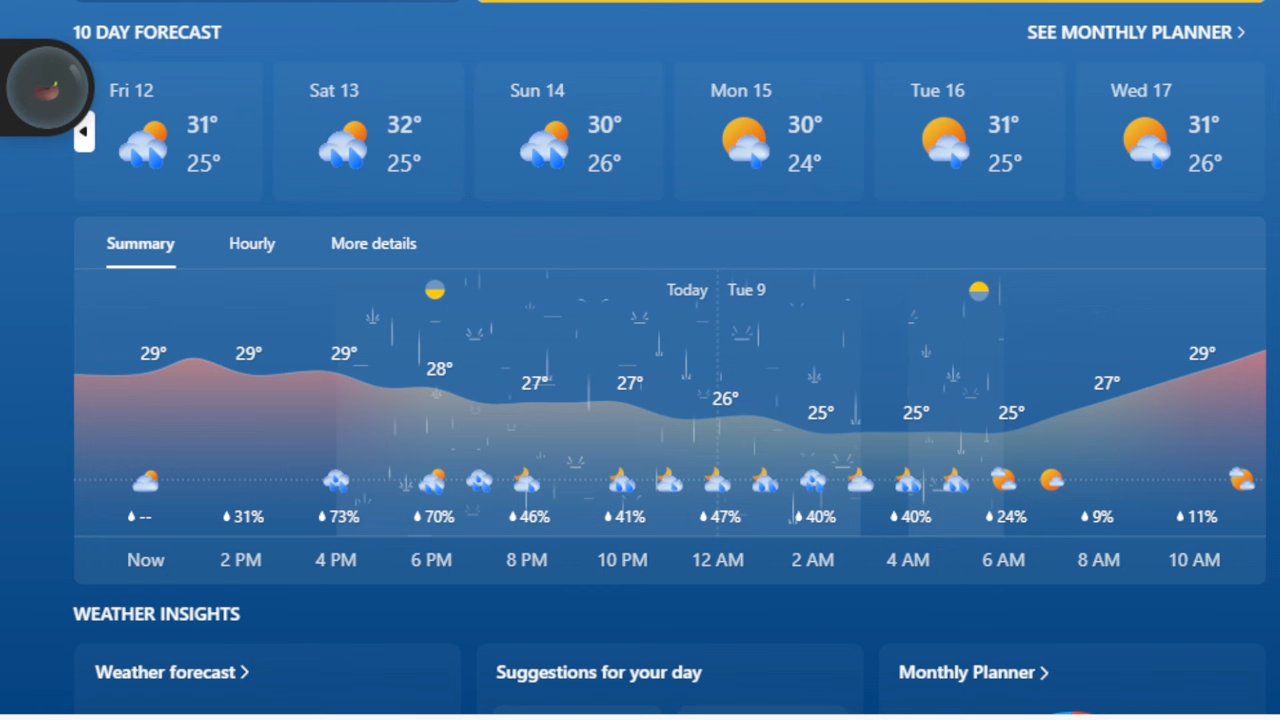 10 DAY FORECAST
SEE MONTHLY PLANNER >
Fri 12 Sat 13 Sun 14 Mon 15 Tue 16 Wed 17
31° 32° 30° 30° 31° 31°
25° 25° 26° 24° 25° 26°
Summary Hourly More details
Today Tue 9
29° 29° 29° 28° 27° 27° 26° 25° 25° 25° 27° 29°
-- 31% 73% 70% 46% 41% 47% 40% 40% 24% 9% 11%
Now 2 PM 4 PM 6 PM 8 PM 10 PM 12 AM 2 AM 4 AM 6 AM 8 AM 10 AM
WEATHER INSIGHTS
Weather forecast > Suggestions for your day Monthly Planner >